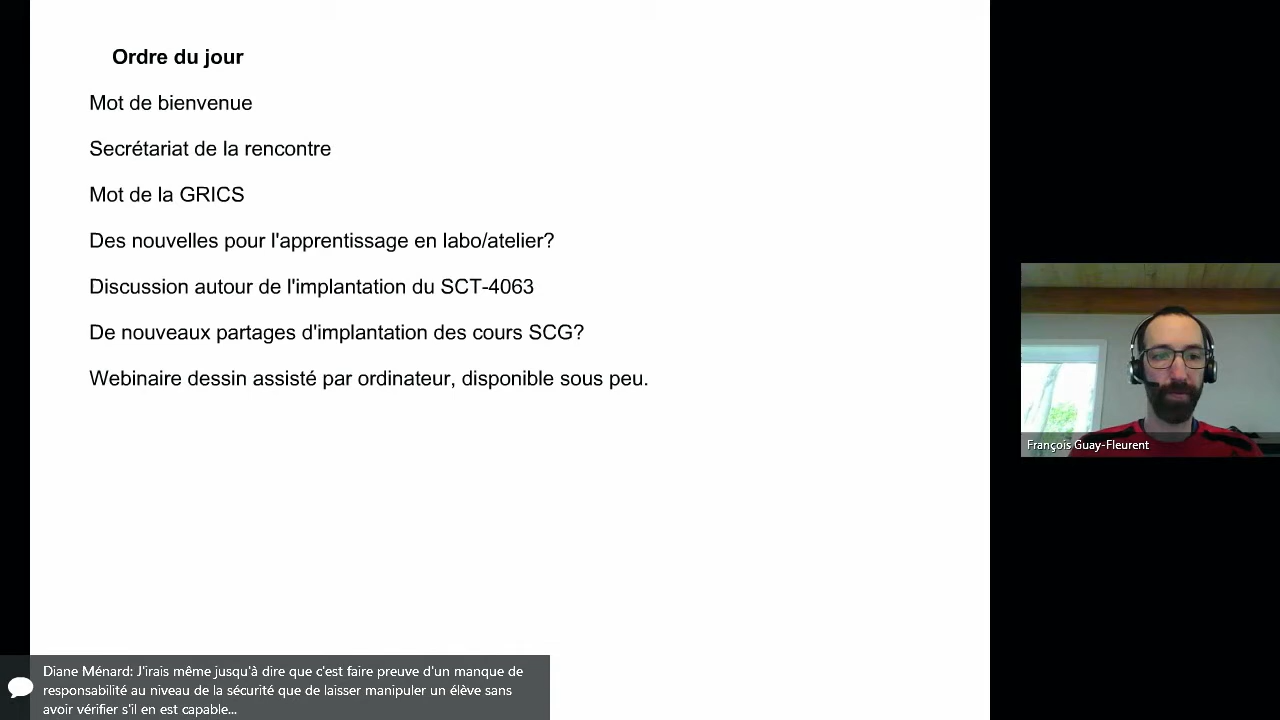 Ordre du jour
Mot de bienvenue
Secrétariat de la rencontre
Mot de la GRICS
Des nouvelles pour l'apprentissage en labo/atelier?
Discussion autour de l'implantation du SCT-4063
De nouveaux partages d'implantation des cours SCG?
Webinaire dessin assisté par ordinateur, disponible sous peu.
François Guay-Fleurent
Diane Ménard: J'irais même jusqu'à dire que c'est faire preuve d'un manque de
responsabilité au niveau de la sécurité que de laisser manipuler un élève sans
avoir vérifier s'il en est capable...